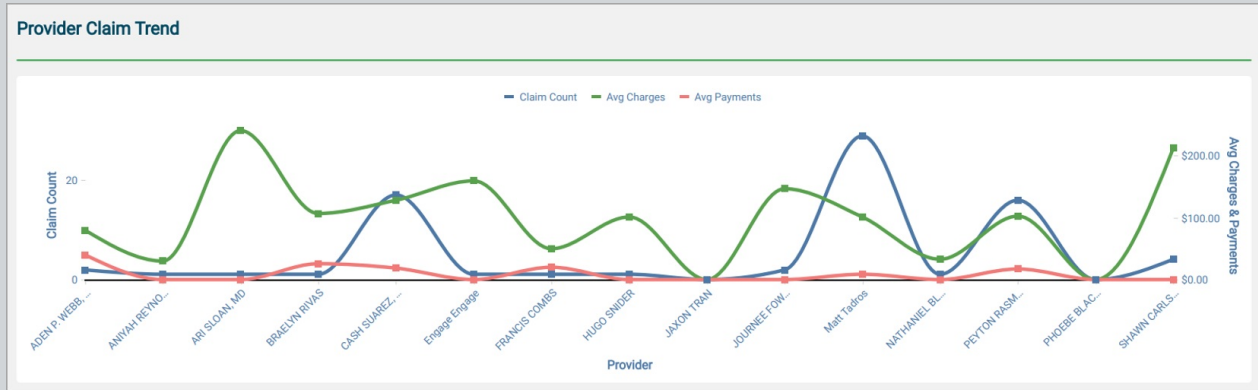 Provider Claim Trend
Claim Count Avg Charges Avg Payments
Claim Count
20
0
Avg Charges & Payments
$200.00
$100.00
$0.00
ADEN P. WEBB, ...
ANIYAH REYNO...
ARI SLOAN, MD
BRAELYN RIVAS
CASH SUAREZ, ...
Engage Engage
FRANCIS COMBS
HUGO SNIDER
JAXON TRAN
JOURNEE FOW...
Matt Tadros
NATHANIEL BL...
PEYTON RASM...
PHOEBE BLAC...
SHAWN CARLS...
Provider